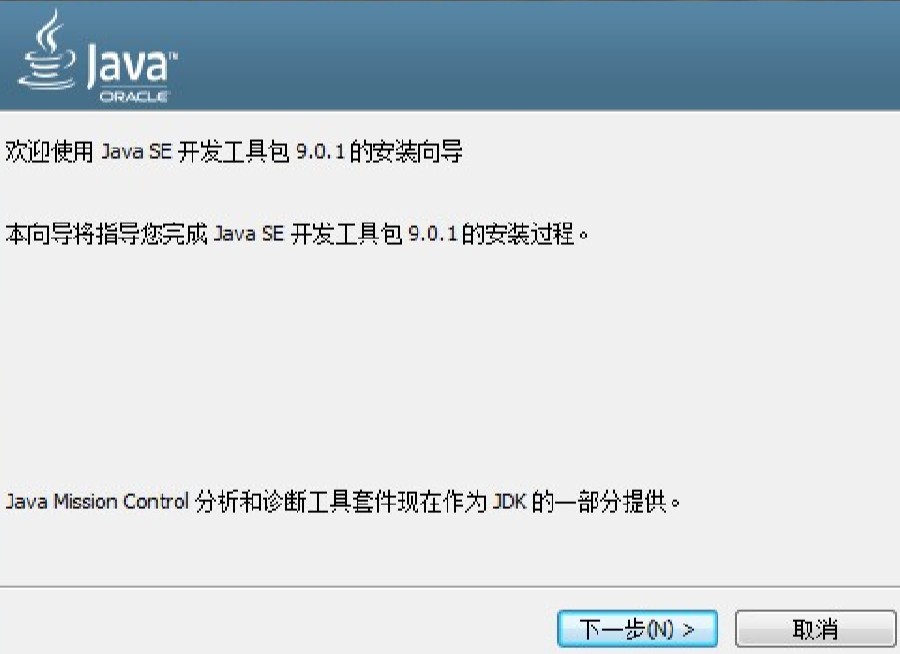 Java™
ORACLE
欢迎使用 Java SE 开发工具包 9.0.1 的安装向导
本向导将指导您完成 Java SE 开发工具包 9.0.1 的安装过程。
Java Mission Control 分析和诊断工具套件现在作为 JDK 的一部分提供。
下一步(N) > 取消